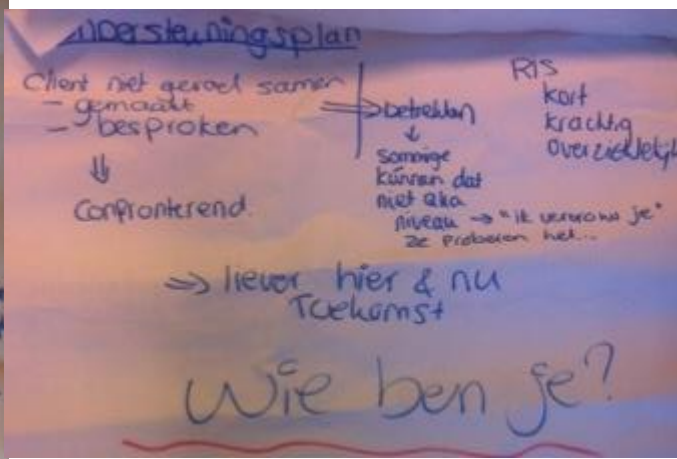 Ondersteuningsplan
Client niet gevoel samen
- gemaakt
- besproken
⇓
Confronterend.
⇒ betrekken
↓
sommige
kunnen dat
niet qua
niveau → "ik vertrouw je"
ze proberen het...
RIS
kort
krachtig
overzichtelijk
⇒ liever hier & nu
Toekomst
Wie ben je?